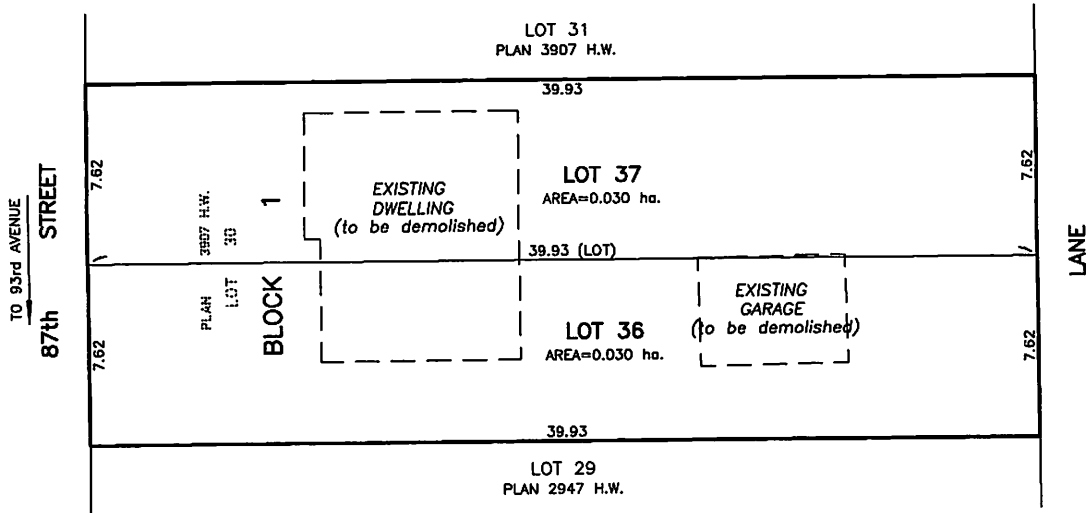 LOT 31
PLAN 3907 H.W.
39.93
7.62
LOT 37
AREA=0.030 ha.
7.62
EXISTING
DWELLING
(to be demolished)
TO 93rd AVENUE
87th STREET
PLAN 3907 H.W.
LOT 30
BLOCK 1
39.93 (LOT)
LANE
EXISTING
GARAGE
(to be demolished)
LOT 36
AREA=0.030 ha.
7.62
7.62
39.93
LOT 29
PLAN 2947 H.W.